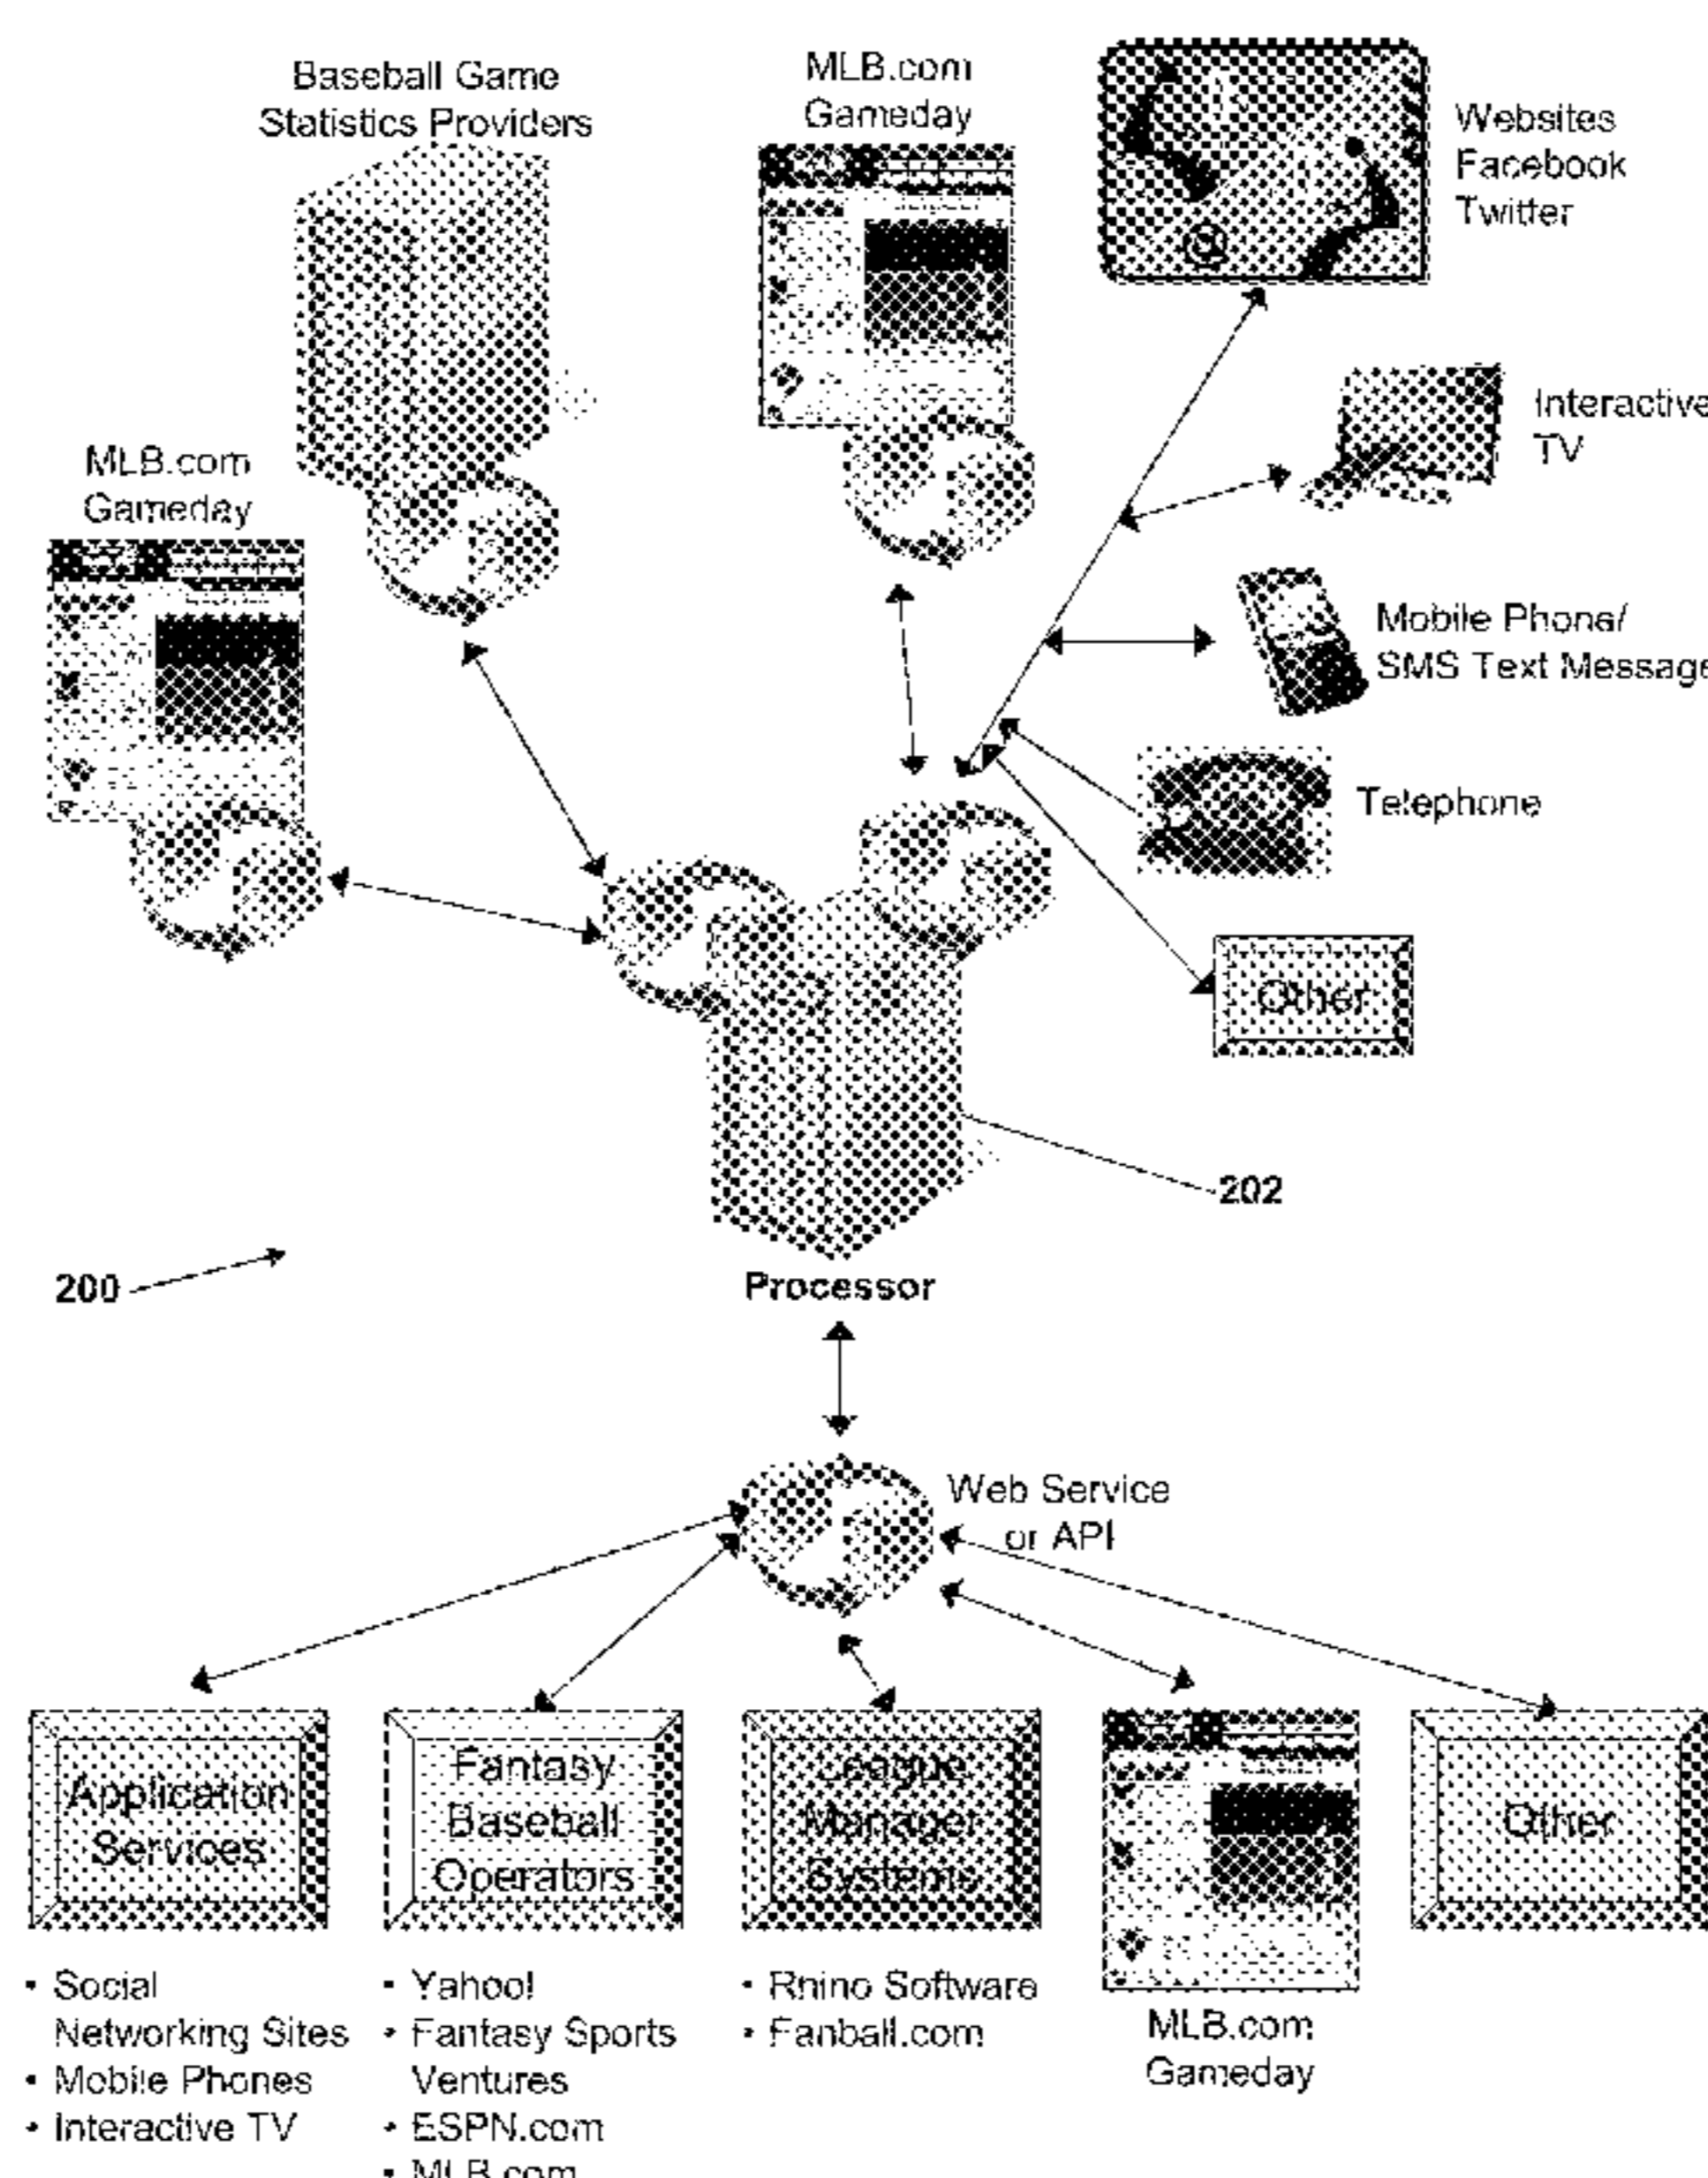 Baseball Game
Statistics Providers
MLB.com
Gameday
Websites
Facebook
Twitter
Interactive
TV
MLB.com
Gameday
Mobile Phone/
SMS Text Message
Telephone
Other
202
200
Processor
Web Service
or API
Application
Services
Fantasy
Baseball
Operators
League
Manager
Systems
Other
• Social
Networking Sites
• Mobile Phones
• Interactive TV
• Yahoo!
• Fantasy Sports
Ventures
• ESPN.com
• MLB.com
• Rhino Software
• Fanball.com
MLB.com
Gameday